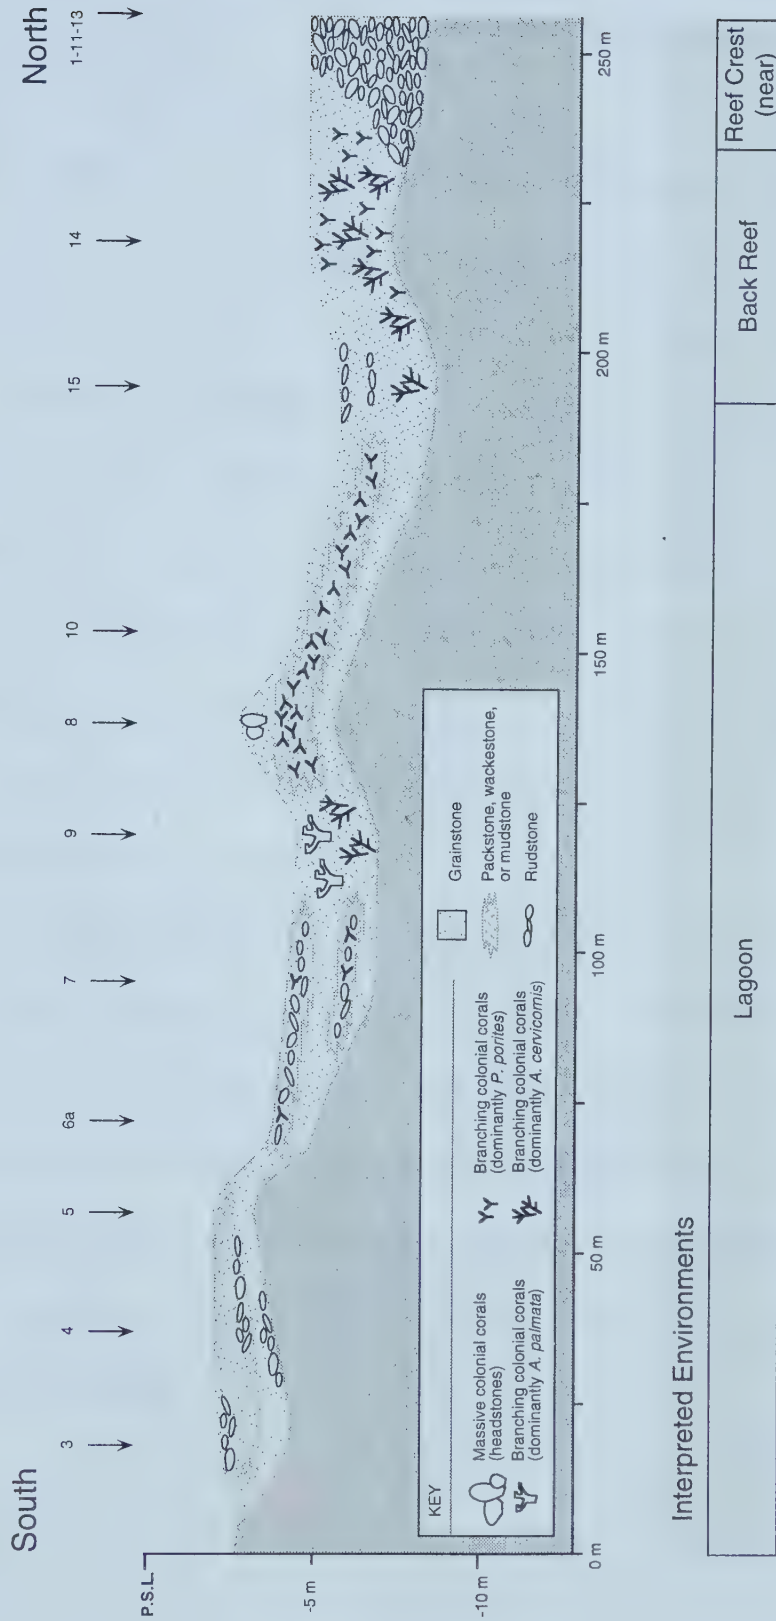 South
North
3
4
5
6a
7
9
8
10
15
14
1-11-13
P.S.L.
-5 m
-10 m
0 m
50 m
100 m
150 m
200 m
250 m
KEY
Massive colonial corals
(headstones)
Branching colonial corals
(dominantly A. palmata)
Branching colonial corals
(dominantly P. porites)
Branching colonial corals
(dominantly A. cervicornis)
Grainstone
Packstone, wackestone,
or mudstone
Rudstone
Interpreted Environments
Lagoon
Back Reef
Reef Crest
(near)